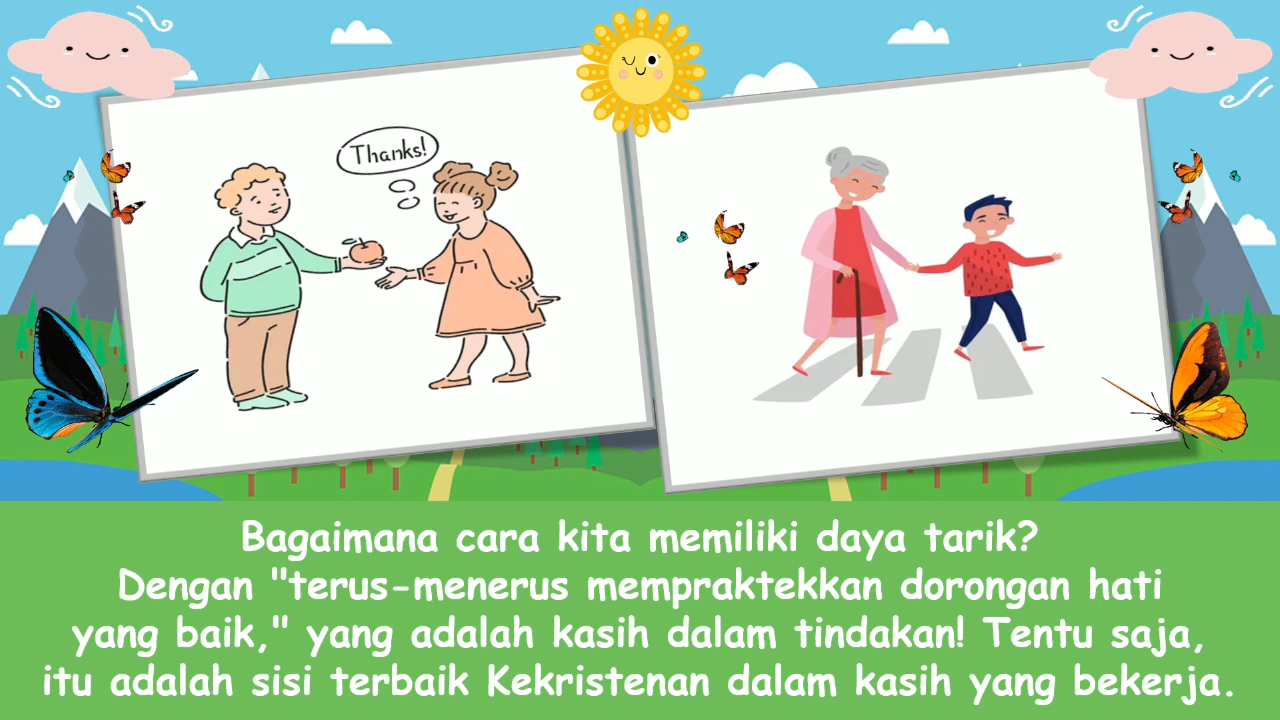 Thanks!
Bagaimana cara kita memiliki daya tarik?
Dengan "terus-menerus mempraktekkan dorongan hati
yang baik," yang adalah kasih dalam tindakan! Tentu saja,
itu adalah sisi terbaik Kekristenan dalam kasih yang bekerja.